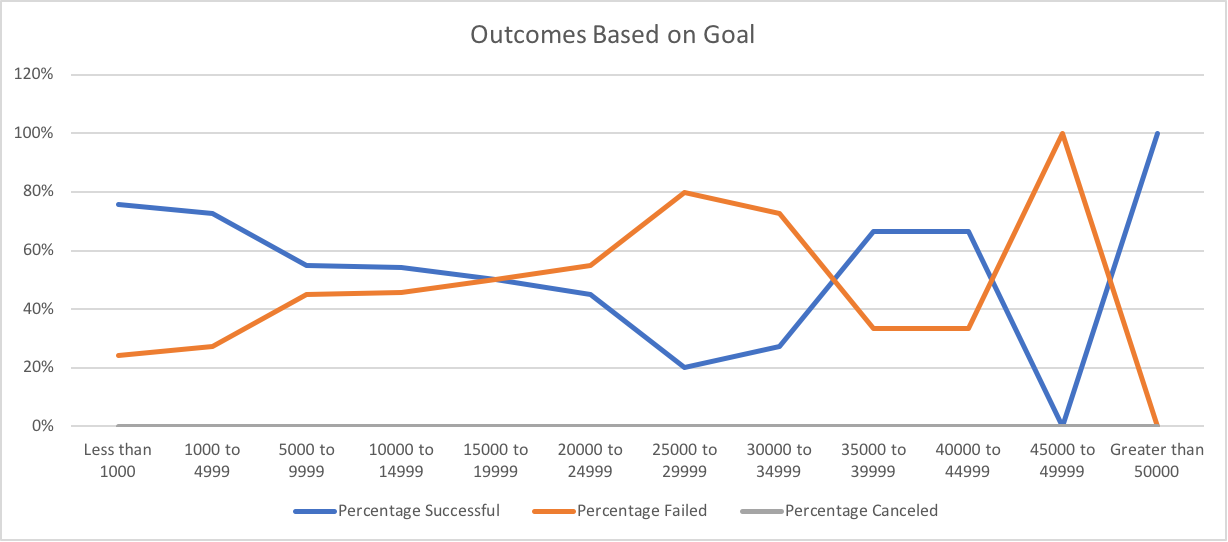 Outcomes Based on Goal
120%
100%
80%
60%
40%
20%
0%
Less than 1000 to 5000 to 10000 to 15000 to 20000 to 25000 to 30000 to 35000 to 40000 to 45000 to Greater than
1000 4999 9999 14999 19999 24999 29999 34999 39999 44999 49999 50000
Percentage Successful Percentage Failed Percentage Canceled